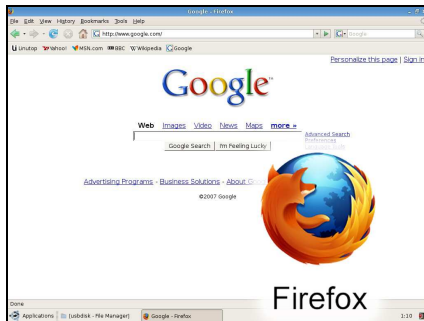 Google - Firefox
File Edit View History Bookmarks Tools Help
http://www.google.com/ Google
Linutop Yahoo! MSN.com BBC Wikipedia Google
Personalize this page | Sign in
Google
Web Images Video News Maps more »
Advanced Search
Preferences
Google Search I'm Feeling Lucky
Advertising Programs - Business Solutions - About
©2007 Google
Firefox
Done
Applications (usbdisk - File Manager) Google - Firefox 1:10